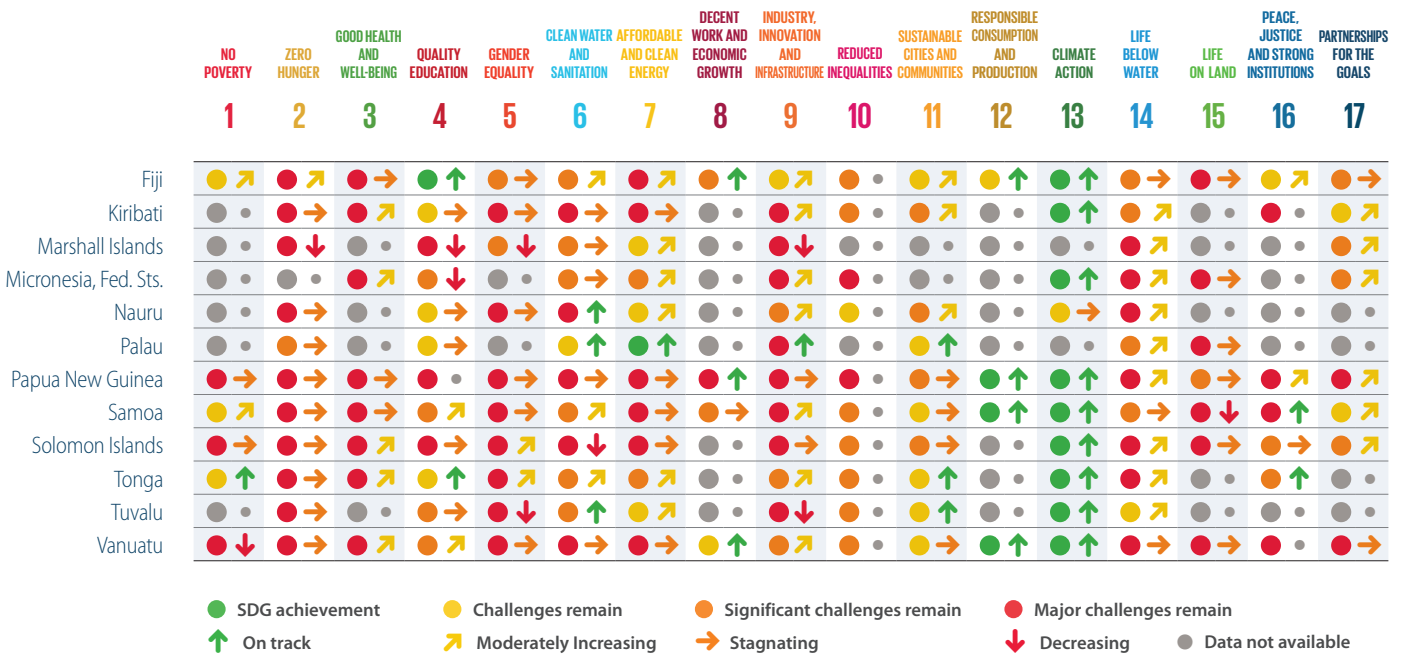 NO
POVERTY
ZERO
HUNGER
GOOD HEALTH
AND
WELL-BEING
QUALITY
EDUCATION
GENDER
EQUALITY
CLEAN WATER
AND
SANITATION
AFFORDABLE
AND CLEAN
ENERGY
DECENT
WORK AND
ECONOMIC
GROWTH
INDUSTRY,
INNOVATION
AND
INFRASTRUCTURE
REDUCED
INEQUALITIES
SUSTAINABLE
CITIES AND
COMMUNITIES
RESPONSIBLE
CONSUMPTION
AND
PRODUCTION
CLIMATE
ACTION
LIFE
BELOW
WATER
LIFE
ON LAND
PEACE,
JUSTICE
AND STRONG
INSTITUTIONS
PARTNERSHIPS
FOR THE
GOALS
1 2 3 4 5 6 7 8 9 10 11 12 13 14 15 16 17
Fiji
Kiribati
Marshall Islands
Micronesia, Fed. Sts.
Nauru
Palau
Papua New Guinea
Samoa
Solomon Islands
Tonga
Tuvalu
Vanuatu
SDG achievement Challenges remain Significant challenges remain Major challenges remain
On track Moderately Increasing Stagnating Decreasing Data not available